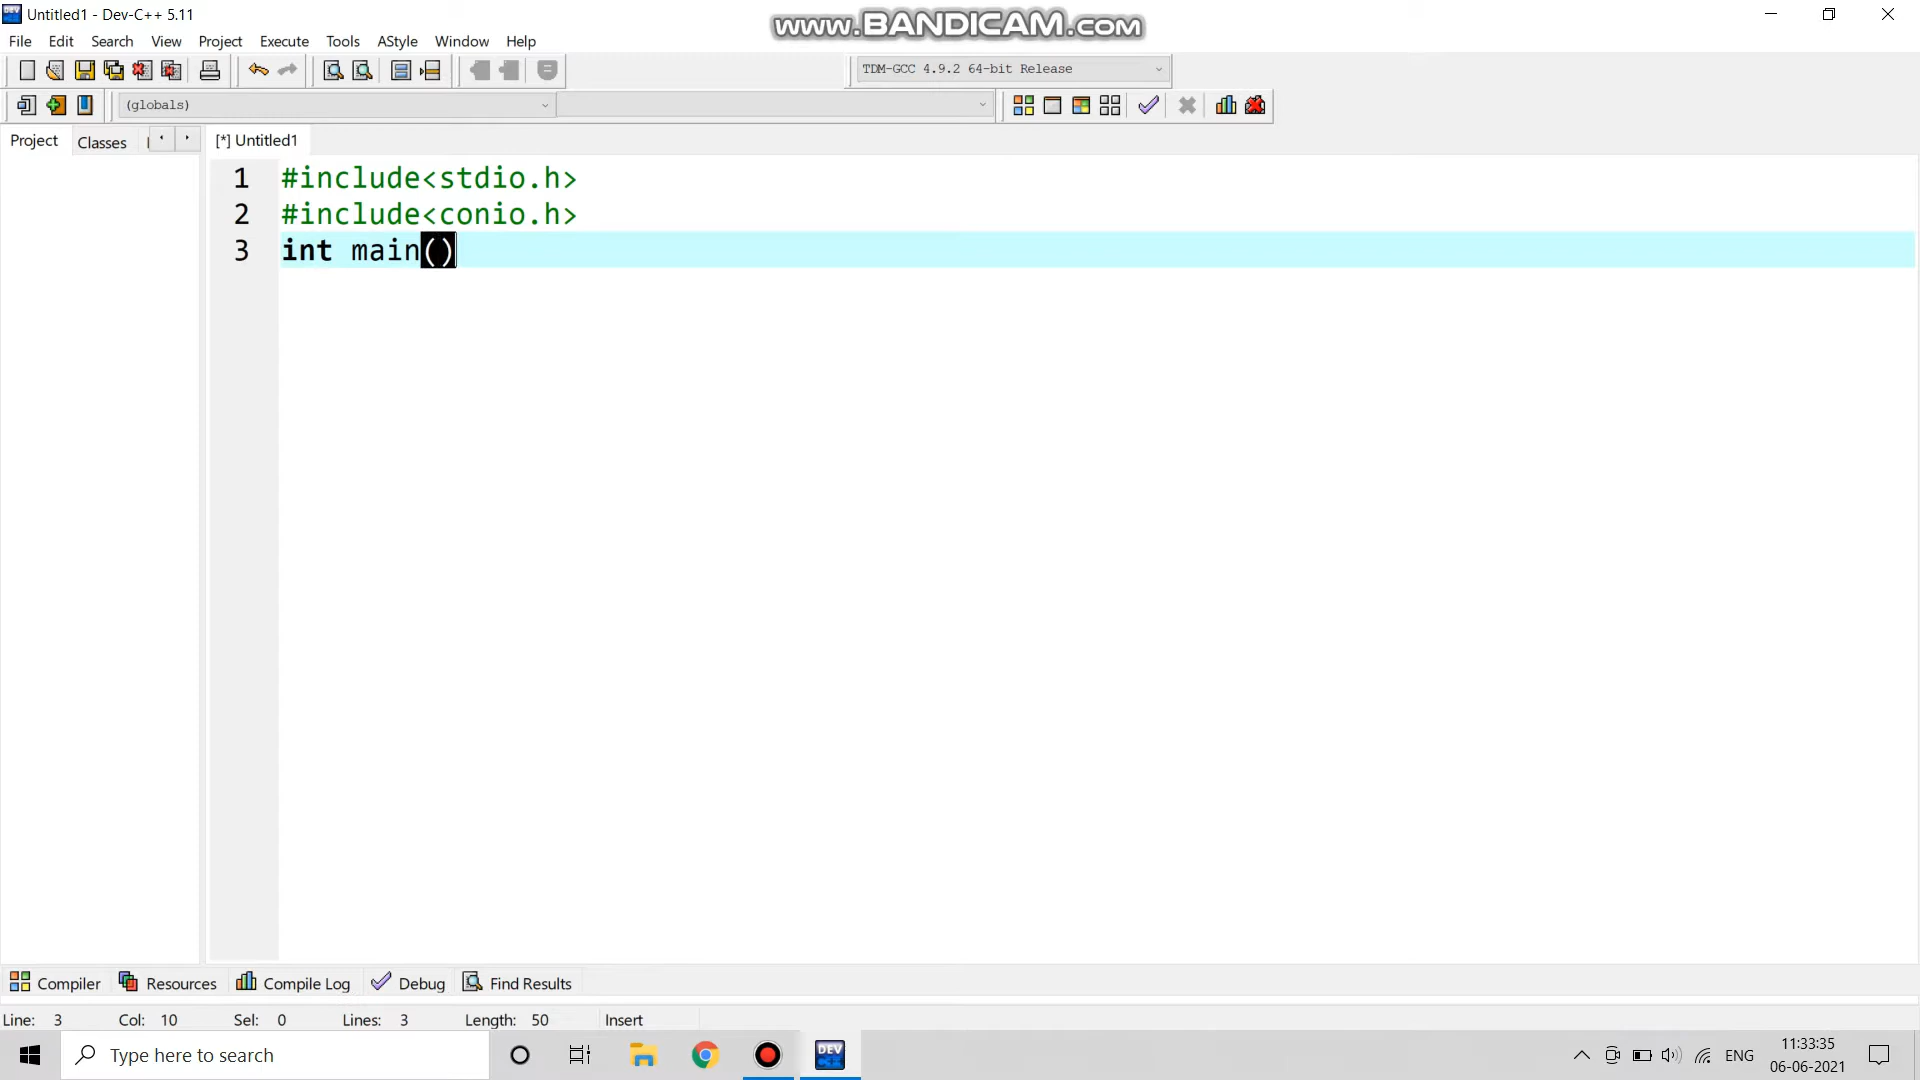 Untitled1 - Dev-C++ 5.11
www.BANDICAM.com
File Edit Search View Project Execute Tools AStyle Window Help
TDM-GCC 4.9.2 64-bit Release
(globals)
Project Classes
[*] Untitled1
1 #include<stdio.h>
2 #include<conio.h>
3 int main()
Compiler Resources Compile Log Debug Find Results
Line: 3 Col: 10 Sel: 0 Lines: 3 Length: 50 Insert
Type here to search
DEV C++
ENG
11:33:35
06-06-2021